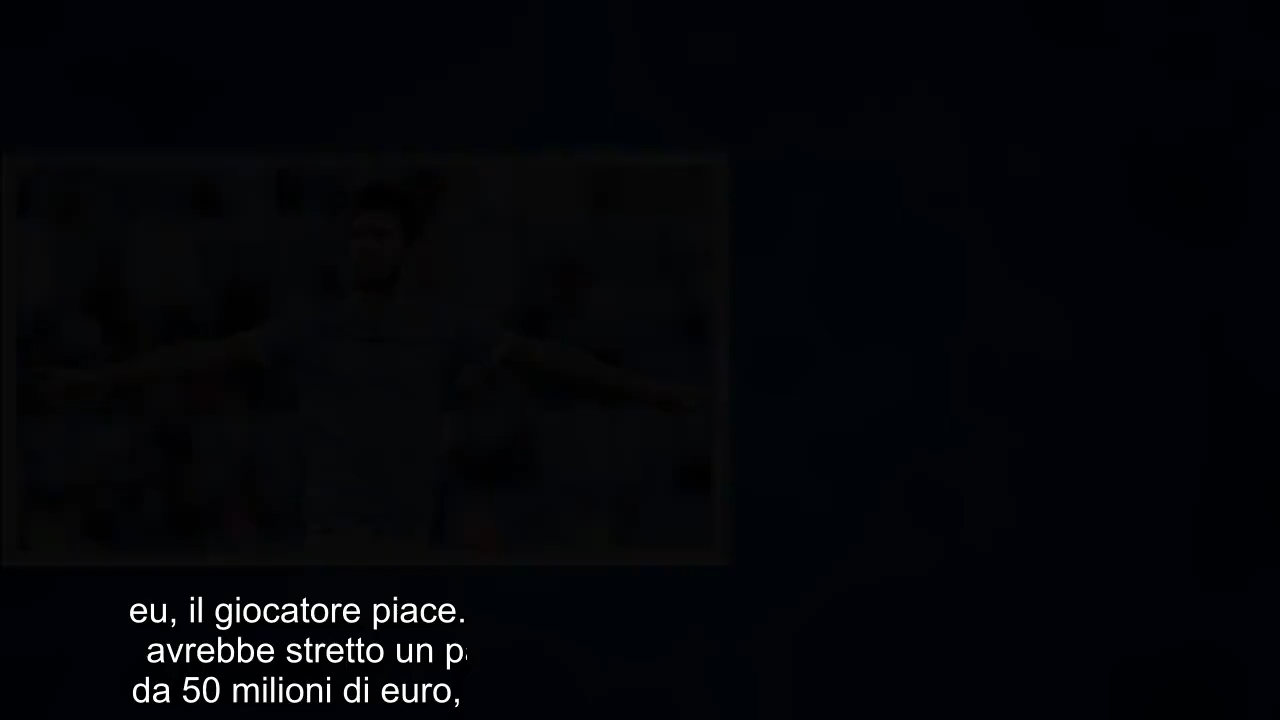 eu, il giocatore piace.
avrebbe stretto un
da 50 milioni di euro,